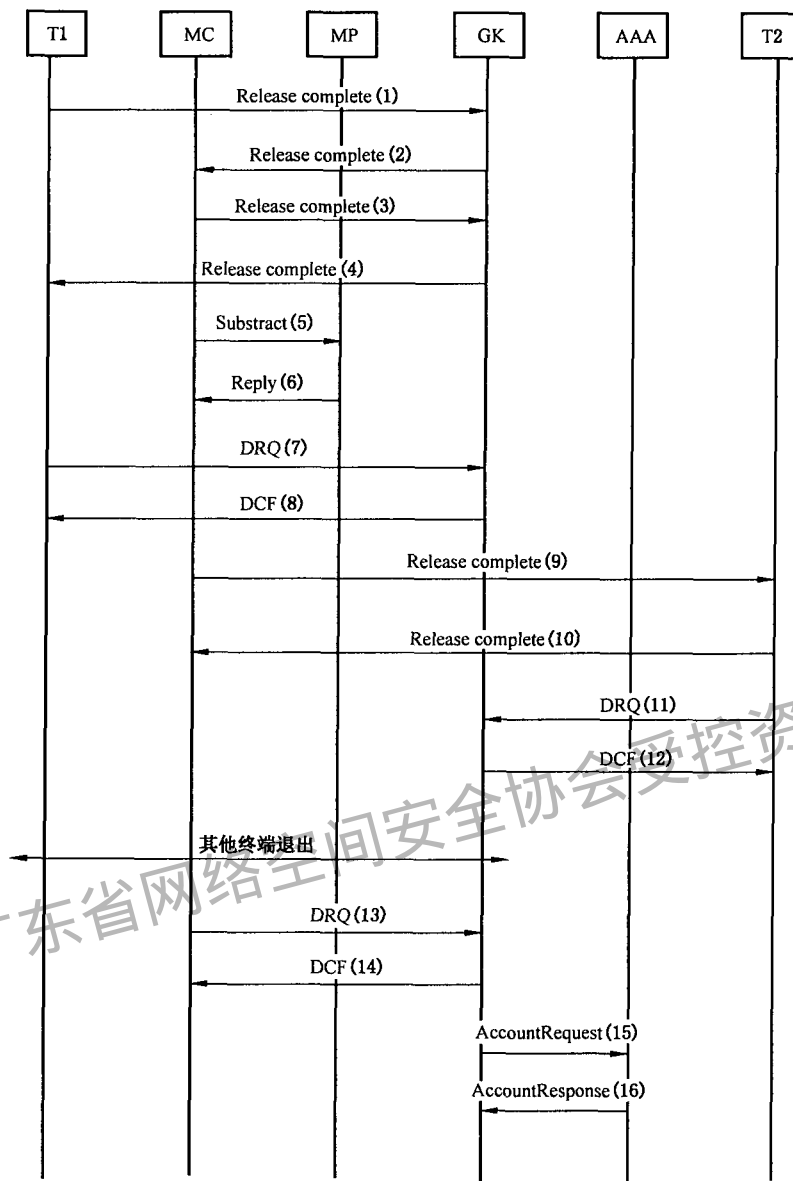 T1
MC
MP
GK
AAA
T2
Release complete(1)
Release complete(2)
Release complete(3)
Release complete(4)
Substract(5)
Reply(6)
DRQ(7)
DCF(8)
Release complete(9)
Release complete(10)
DRQ(11)
DCF(12)
其他终端退出
DRQ(13)
DCF(14)
AccountRequest(15)
AccountResponse(16)
东省网络空间安全协会受控资